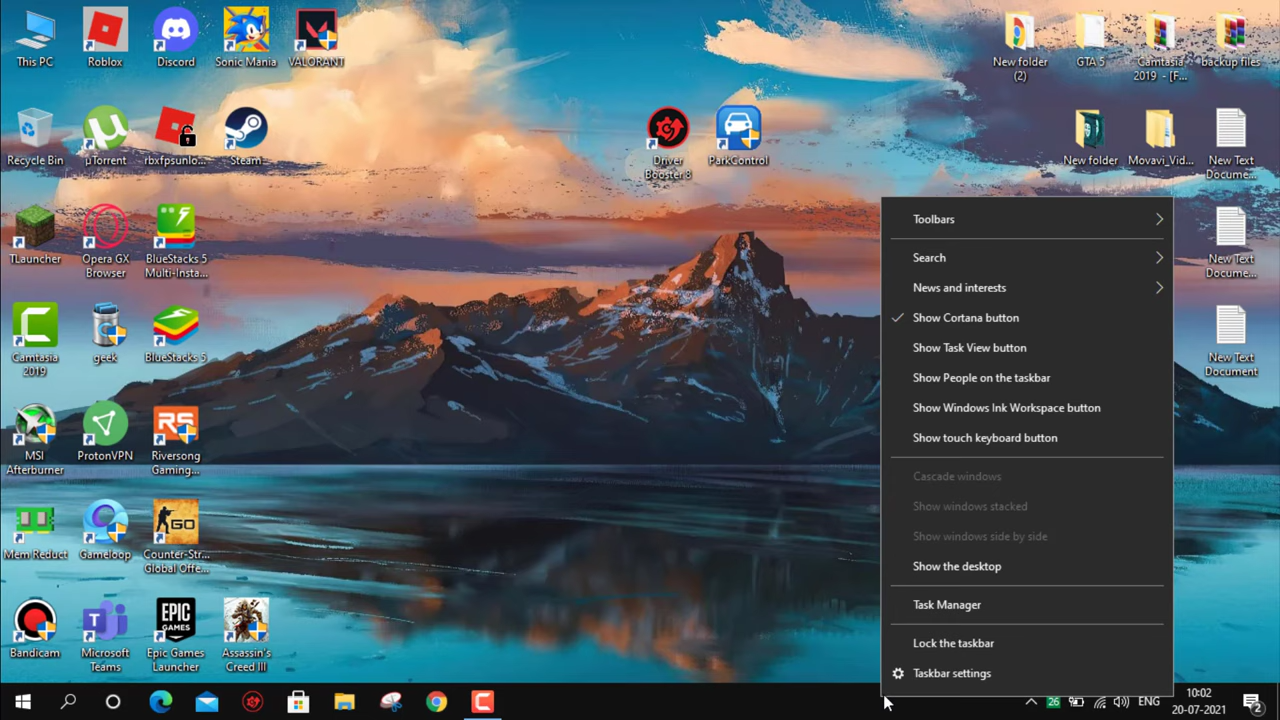 This PC
Roblox
Discord
Sonic Mania
VALORANT
New folder
(2)
GTA 5
Camtasia
2019 - [F...
backup files
Recycle Bin
µTorrent
rbxfpsunlo...
Steam
Driver
Booster 8
ParkControl
New folder
Movavi_Vid...
New Text
Docume...
TLauncher
Opera GX
Browser
BlueStacks 5
Multi-Insta...
New Text
Docume...
Camtasia
2019
geek
BlueStacks 5
New Text
Document
MSI
Afterburner
ProtonVPN
RS
Riversong
Gaming...
Mem Reduct
Gameloop
GO
Counter-Str...
Global Offe...
Bandicam
Microsoft
Teams
EPIC
GAMES
Epic Games
Launcher
Assassin's
Creed III
Toolbars
Search
News and interests
Show Cortana button
Show Task View button
Show People on the taskbar
Show Windows Ink Workspace button
Show touch keyboard button
Cascade windows
Show windows stacked
Show windows side by side
Show the desktop
Task Manager
Lock the taskbar
Taskbar settings
26
ENG
10:02
20-07-2021
2